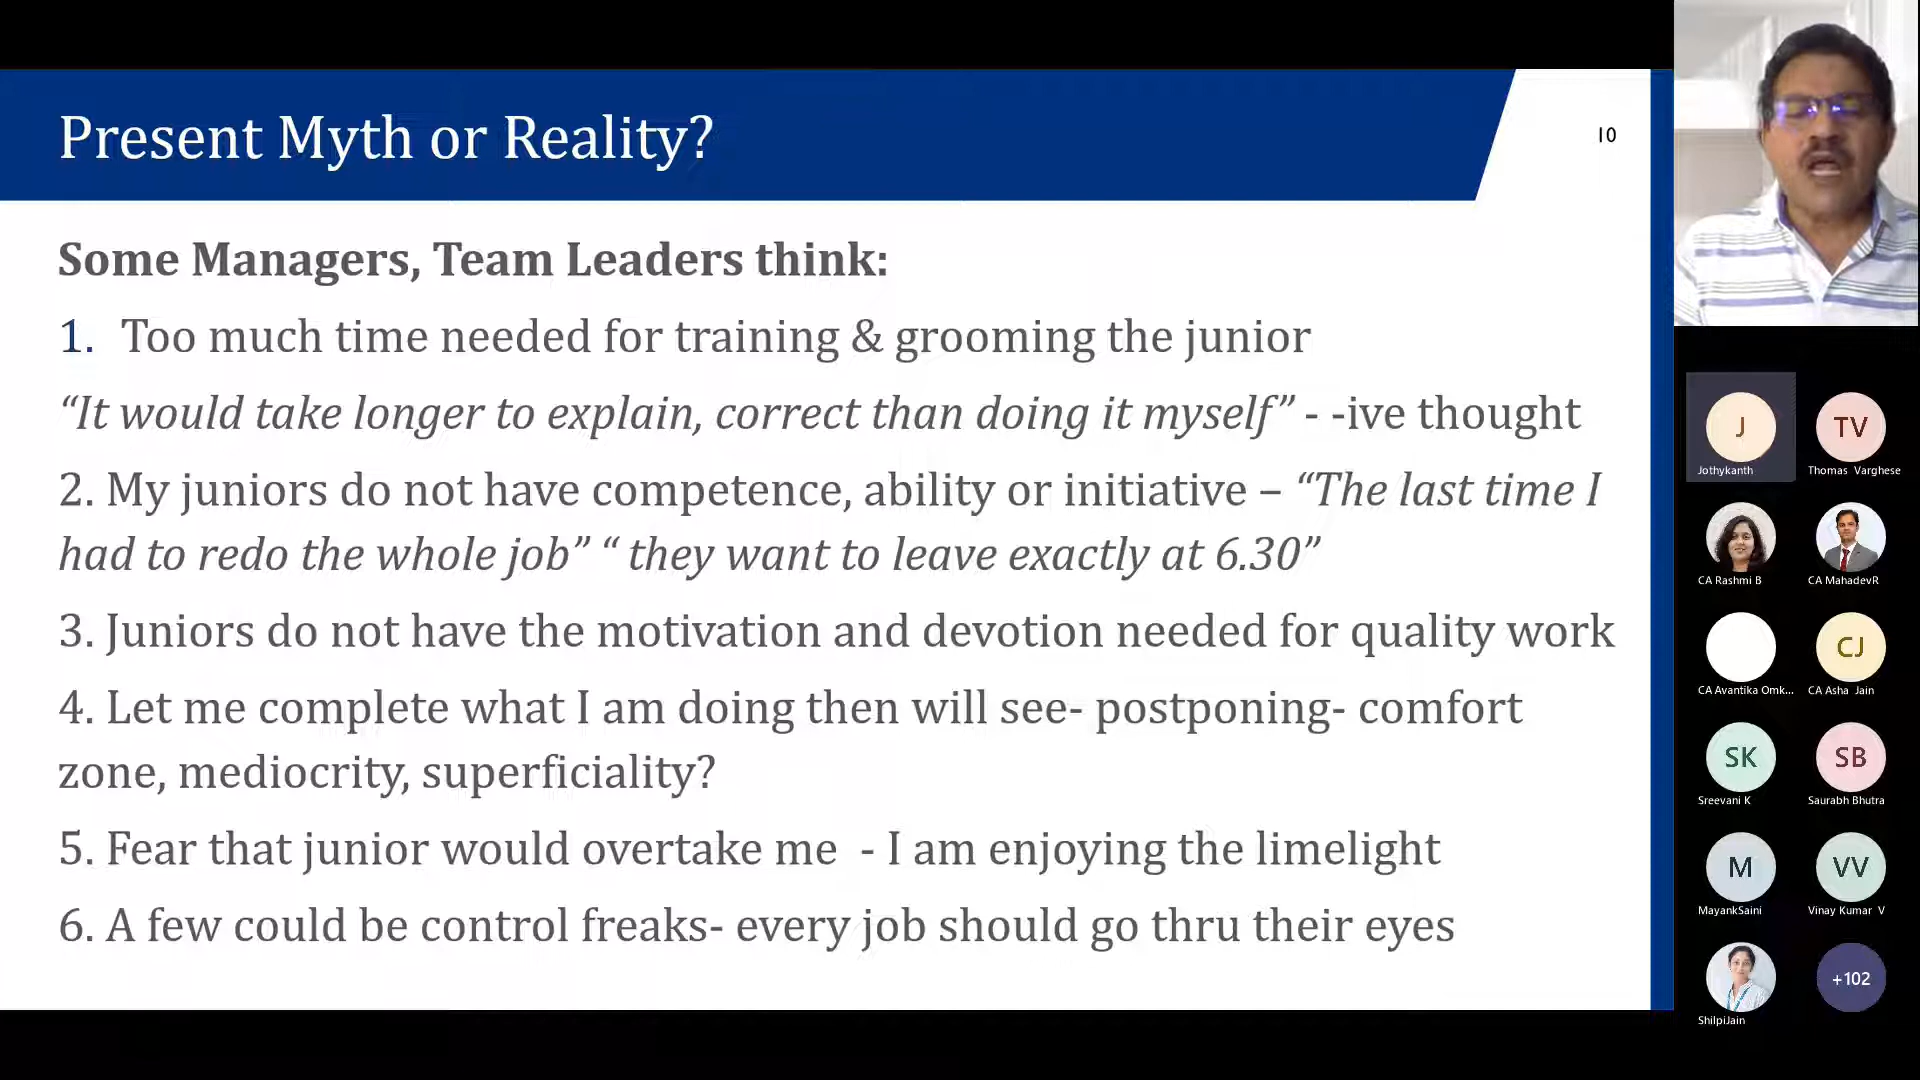 Present Myth or Reality?
10
Some Managers, Team Leaders think:
1. Too much time needed for training & grooming the junior
“It would take longer to explain, correct than doing it myself” - -ive thought
2. My juniors do not have competence, ability or initiative – “The last time I
had to redo the whole job” “ they want to leave exactly at 6.30”
3. Juniors do not have the motivation and devotion needed for quality work
4. Let me complete what I am doing then will see- postponing- comfort
zone, mediocrity, superficiality?
5. Fear that junior would overtake me - I am enjoying the limelight
6. A few could be control freaks- every job should go thru their eyes
J
Jothykanth
TV
Thomas Varghese
CA Rashmi B
CA MahadevR
CA Avantika Omk...
CJ
CA Asha Jain
SK
Sreevani K
SB
Saurabh Bhutra
M
MayankSaini
VV
Vinay Kumar V
ShilpiJain
+102